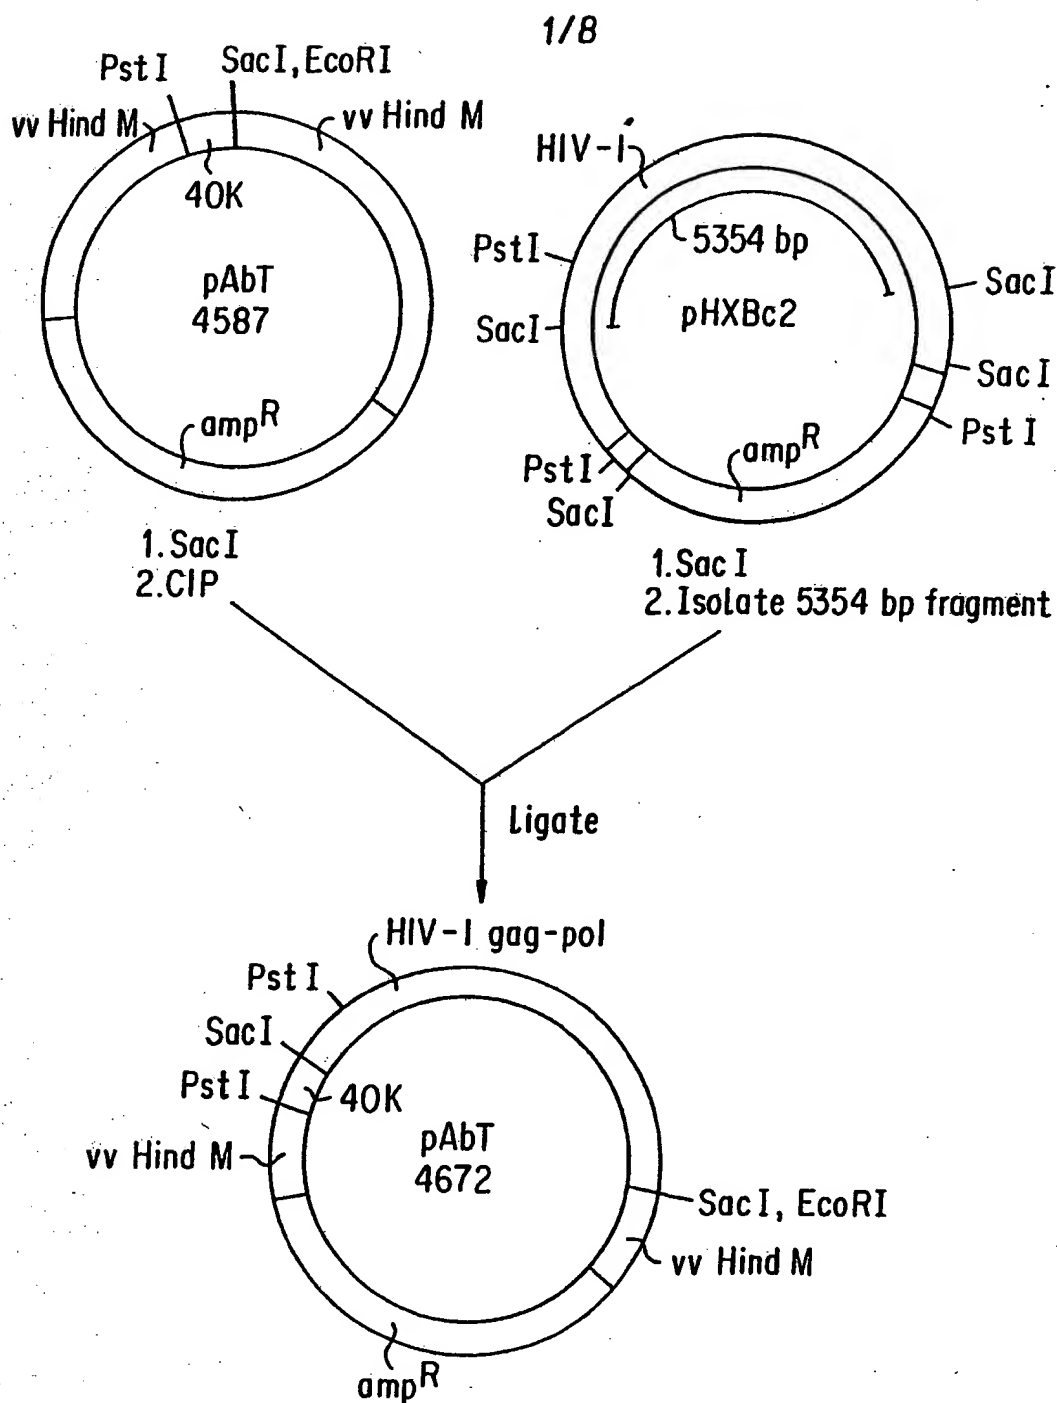 1/8
PstI
SacI, EcoRI
vv Hind M
vv Hind M
40K
pAbT
4587
ampR
1. SacI
2. CIP
HIV-I
PstI
5354 bp
SacI
SacI
pHXBc2
SacI
PstI
ampR
PstI
SacI
1. SacI
2. Isolate 5354 bp fragment
Ligate
HIV-I gag-pol
PstI
SacI
PstI
40K
pAbT
4672
vv Hind M
SacI, EcoRI
vv Hind M
ampR